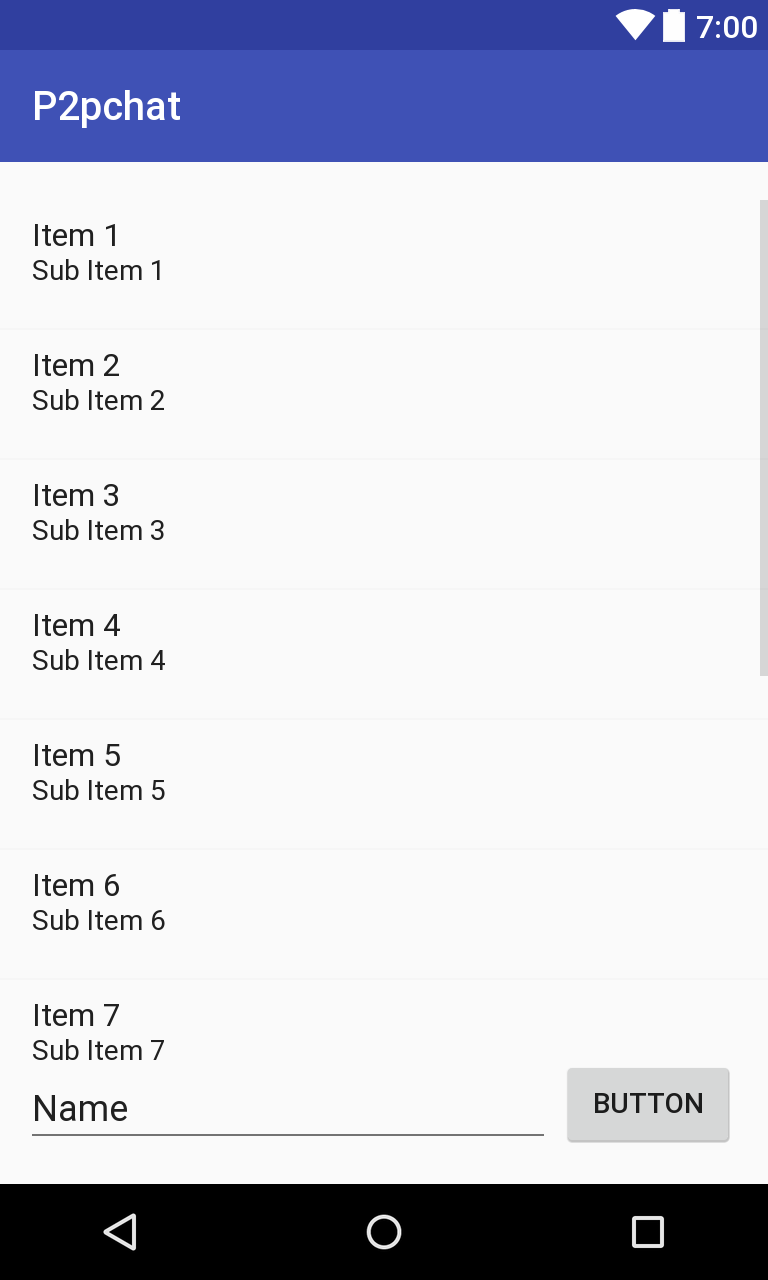 7:00
P2pchat
Item 1
Sub Item 1
Item 2
Sub Item 2
Item 3
Sub Item 3
Item 4
Sub Item 4
Item 5
Sub Item 5
Item 6
Sub Item 6
Item 7
Sub Item 7
Name
BUTTON